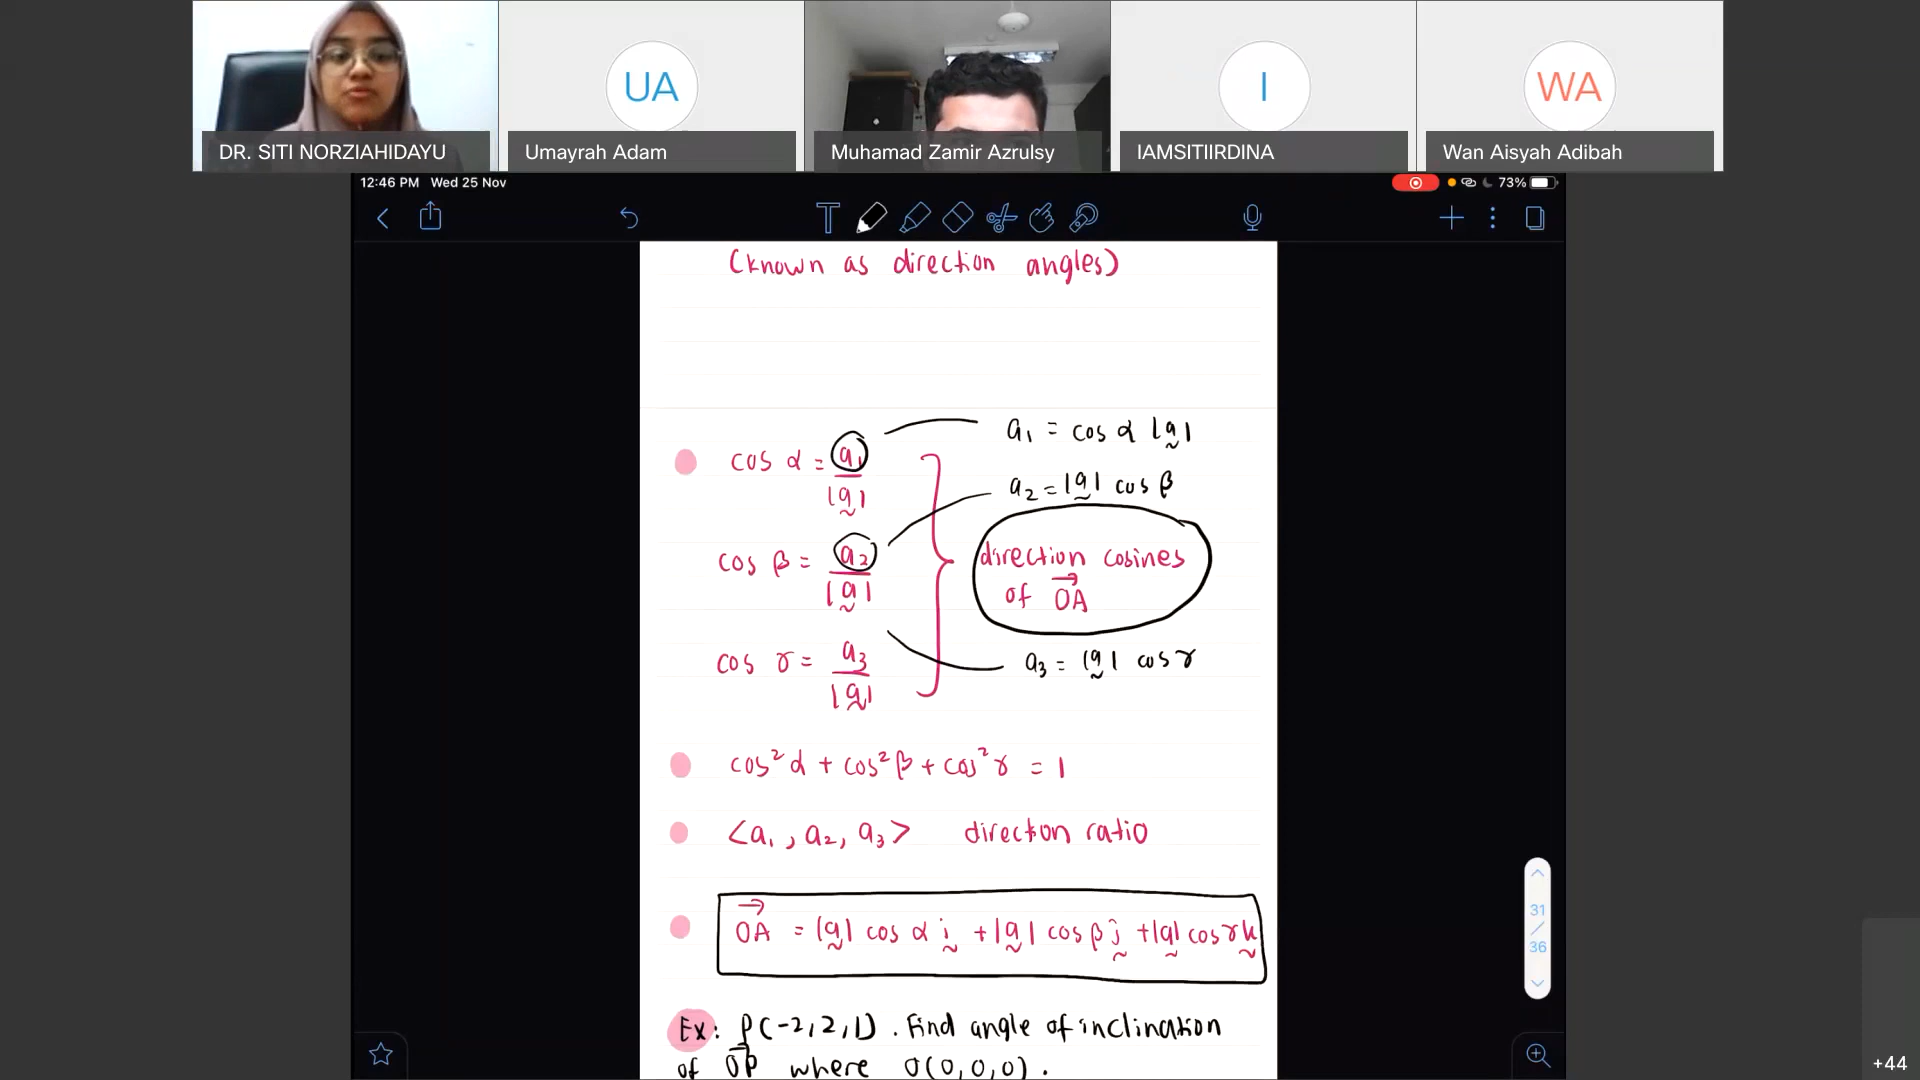 UA
I
WA
DR. SITI NORZIAHIDAYU
Umayrah Adam
Muhamad Zamir Azrulsy
IAMSITIIRDINA
Wan Aisyah Adibah
12:46 PM Wed 25 Nov
73%
(known as direction angles)
cos α = a₁ / |a̰|
a₁ = cos α |a̰|
a₂ = |a̰| cos β
cos β = a₂ / |a̰|
direction cosines
of O͞A⃗
cos γ = a₃ / |a̰|
a₃ = |a̰| cos γ
cos²α + cos²β + cos²γ = 1
<a₁, a₂, a₃> direction ratio
OA⃗ = |a̰| cos α ḭ + |a̰| cos β j̰ + |a̰| cos γ k̰
31
/
36
Ex: P(-2,2,1). Find angle of inclination
of OP⃗ where O(0,0,0).
+44